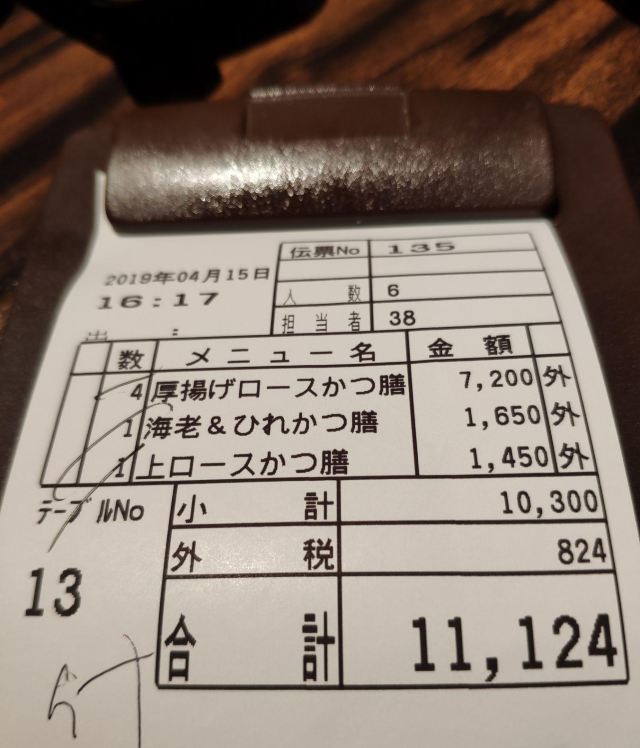 伝票No 135
2019年04月15日
16:17
人数 6
担当者 38
出 :
数 メニュー名 金額
4 厚揚げロースかつ膳 7,200 外
1 海老&ひれかつ膳 1,650 外
1 上ロースかつ膳 1,450 外
テーブルNo
13
小計 10,300
外税 824
合計 11,124